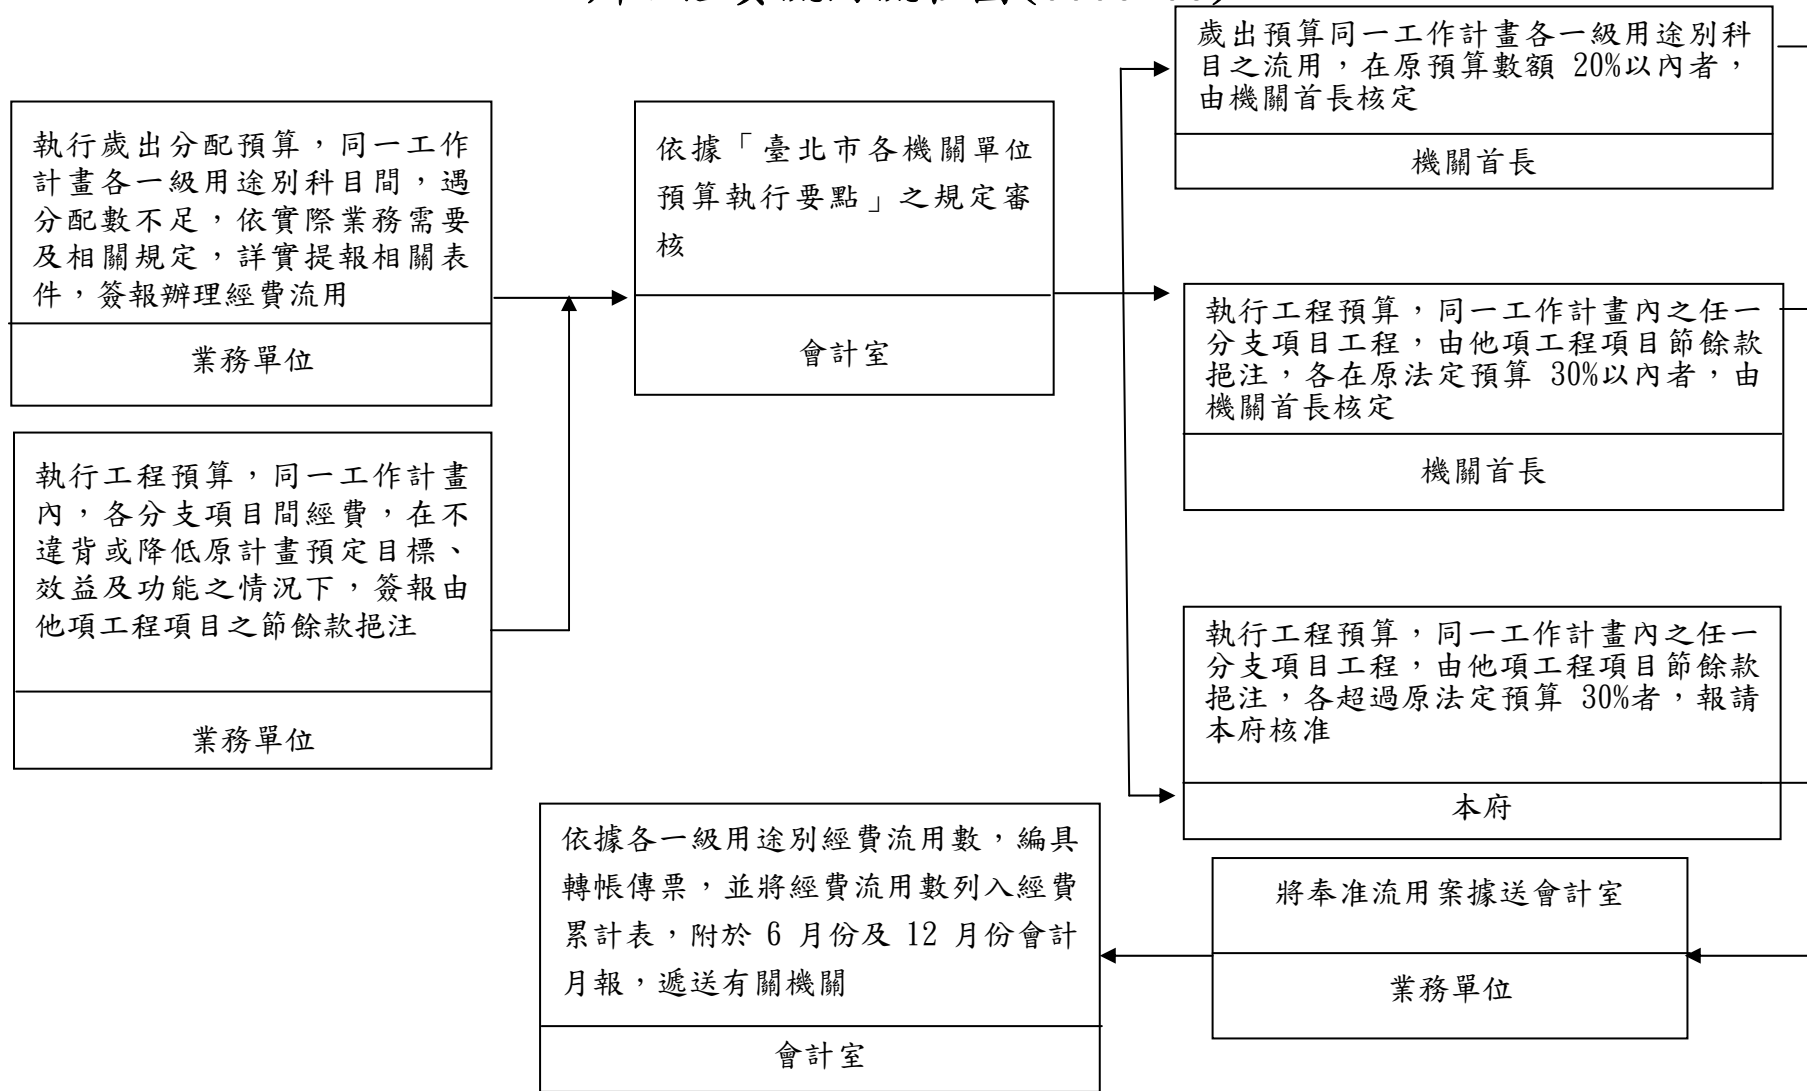 執行歲出分配預算，同一工作
計畫各一級用途別科目間，遇
分配數不足，依實際業務需要
及相關規定，詳實提報相關表
件，簽報辦理經費流用
業務單位
執行工程預算，同一工作計畫
內，各分支項目間經費，在不
違背或降低原計畫預定目標、
效益及功能之情況下，簽報由
他項工程項目之節餘款挹注
業務單位
依據「臺北市各機關單位
預算執行要點」之規定審
核
會計室
歲出預算同一工作計畫各一級用途別科
目之流用，在原預算數額 20%以內者，
由機關首長核定
機關首長
執行工程預算，同一工作計畫內之任一
分支項目工程，由他項工程項目節餘款
挹注，各在原法定預算 30%以內者，由
機關首長核定
機關首長
執行工程預算，同一工作計畫內之任一
分支項目工程，由他項工程項目節餘款
挹注，各超過原法定預算 30%者，報請
本府核准
本府
將奉准流用案據送會計室
業務單位
依據各一級用途別經費流用數，編具
轉帳傳票，並將經費流用數列入經費
累計表，附於 6 月份及 12 月份會計
月報，遞送有關機關
會計室